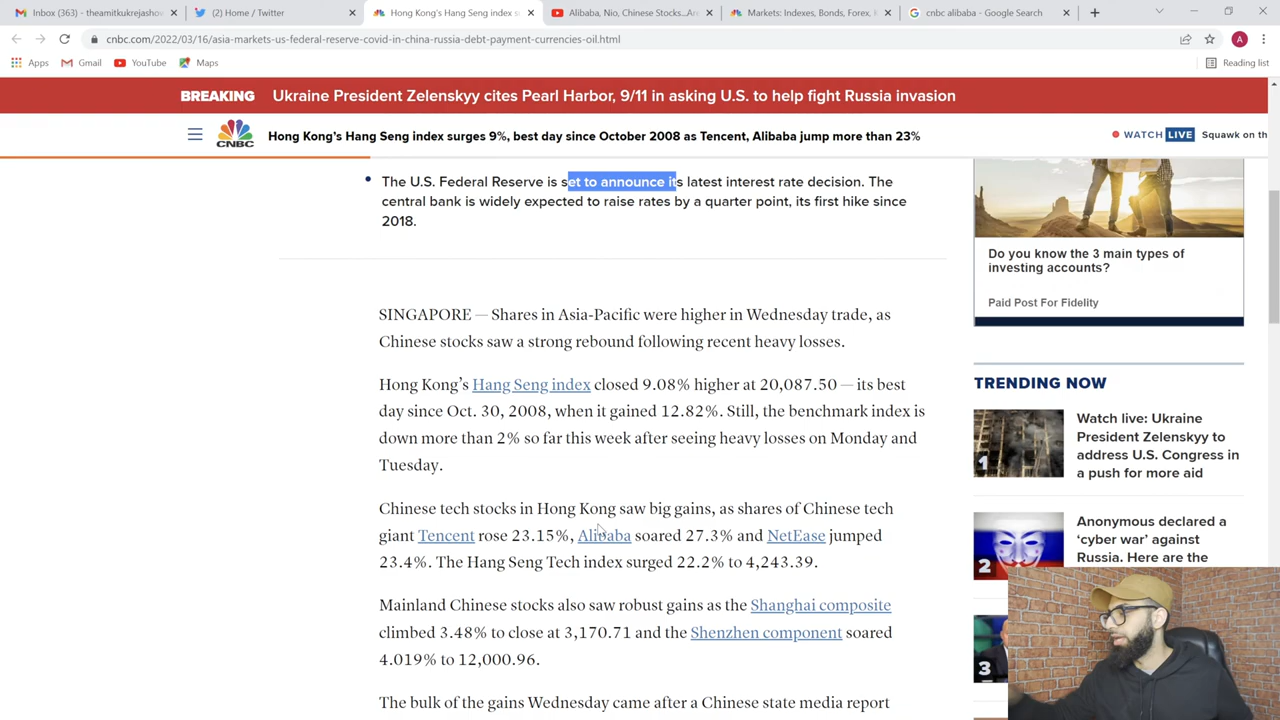 Inbox (363) - theamitkukrejashow
(2) Home / Twitter
Hong Kong's Hang Seng index s
Alibaba, Nio, Chinese Stocks...Are
Markets: Indexes, Bonds, Forex, K
cnbc alibaba - Google Search
cnbc.com/2022/03/16/asia-markets-us-federal-reserve-covid-in-china-russia-debt-payment-currencies-oil.html
A
Apps
Gmail
YouTube
Maps
Reading list
BREAKING
Ukraine President Zelenskyy cites Pearl Harbor, 9/11 in asking U.S. to help fight Russia invasion
CNBC
Hong Kong's Hang Seng index surges 9%, best day since October 2008 as Tencent, Alibaba jump more than 23%
WATCH LIVE
Squawk on th
The U.S. Federal Reserve is set to announce its latest interest rate decision. The
central bank is widely expected to raise rates by a quarter point, its first hike since
2018.
SINGAPORE — Shares in Asia-Pacific were higher in Wednesday trade, as
Chinese stocks saw a strong rebound following recent heavy losses.
Hong Kong's Hang Seng index closed 9.08% higher at 20,087.50 — its best
day since Oct. 30, 2008, when it gained 12.82%. Still, the benchmark index is
down more than 2% so far this week after seeing heavy losses on Monday and
Tuesday.
Chinese tech stocks in Hong Kong saw big gains, as shares of Chinese tech
giant Tencent rose 23.15%, Alibaba soared 27.3% and NetEase jumped
23.4%. The Hang Seng Tech index surged 22.2% to 4,243.39.
Mainland Chinese stocks also saw robust gains as the Shanghai composite
climbed 3.48% to close at 3,170.71 and the Shenzhen component soared
4.019% to 12,000.96.
The bulk of the gains Wednesday came after a Chinese state media report
Do you know the 3 main types of
investing accounts?
Paid Post For Fidelity
TRENDING NOW
1
Watch live: Ukraine
President Zelenskyy to
address U.S. Congress in
a push for more aid
2
Anonymous declared a
'cyber war' against
Russia. Here are the
3